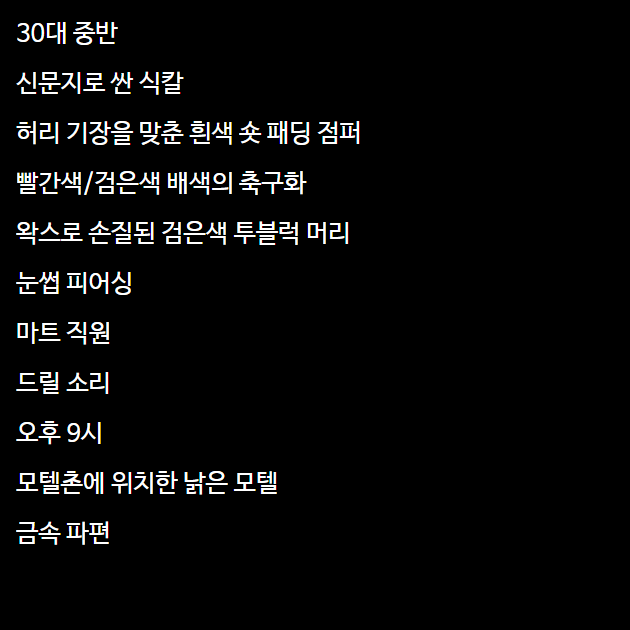 30대 중반
신문지로 싼 식칼
허리 기장을 맞춘 흰색 숏 패딩 점퍼
빨간색/검은색 배색의 축구화
왁스로 손질된 검은색 투블럭 머리
눈썹 피어싱
마트 직원
드릴 소리
오후 9시
모텔촌에 위치한 낡은 모텔
금속 파편